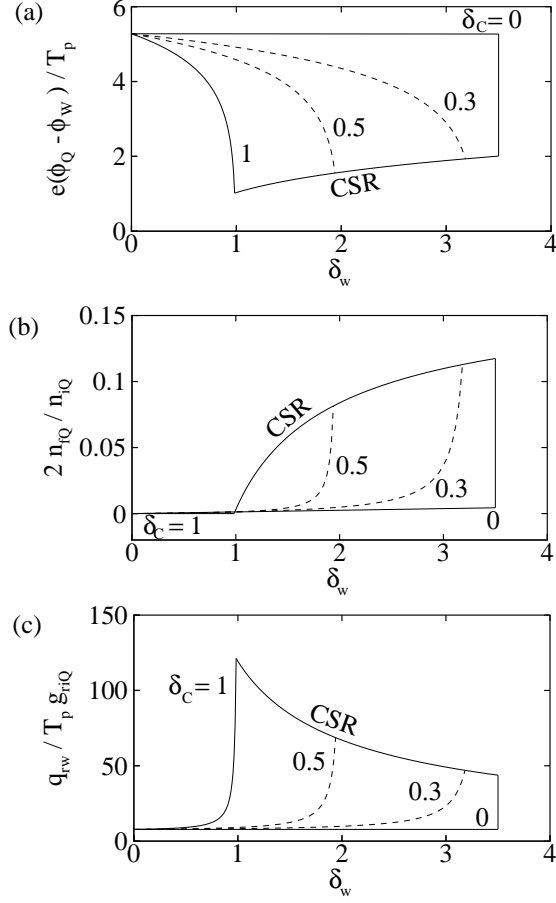 (a)
6
4
2
0
e(ϕ_Q - ϕ_W) / T_p
δ_C = 0
0.3
0.5
1
CSR
0 1 2 3 4
δ_w
(b)
0.15
0.1
0.05
0
2 n_fQ / n_iQ
CSR
0.5
0.3
δ_C = 1
0
0 1 2 3 4
δ_w
(c)
150
100
50
0
q_rw / T_p g_riQ
δ_C = 1
CSR
0.5
0.3
0
0 1 2 3 4
δ_w